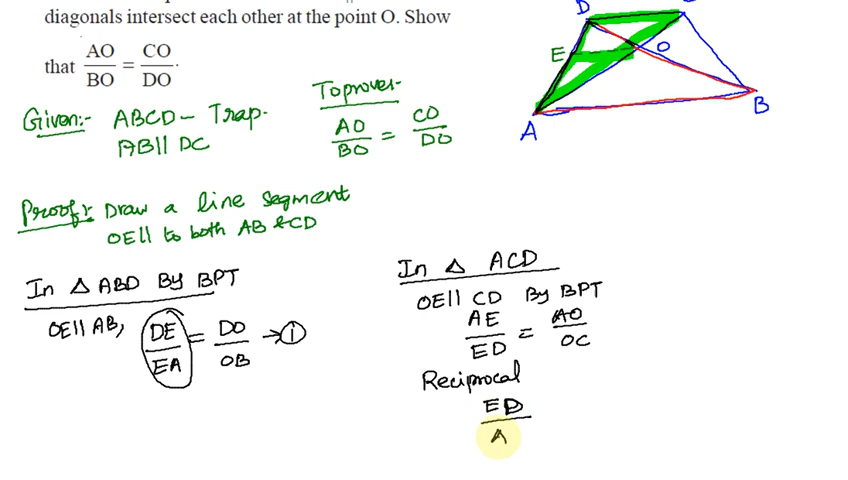 diagonals intersect each other at the point O. Show
that AO/BO = CO/DO.
Given:- ABCD - Trap.
AB || DC
To prove:-
AO/BO = CO/DO
D
E
O
A
B
Proof:- Draw a line segment
OE || to both AB & CD
In △ ABD By BPT
OE || AB, DE/EA = DO/OB → ①
In △ ACD
OE || CD By BPT
AE/ED = AO/OC
Reciprocal
ED/A